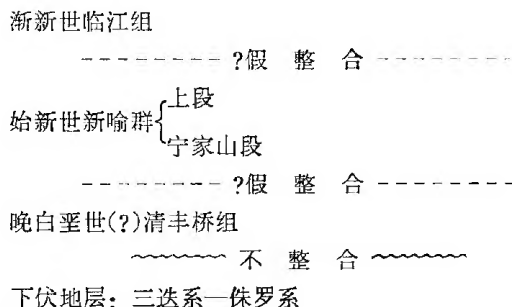 渐新世临江组
--------- ?假 整 合 ---------
上段
始新世新喻群{
宁家山段
--------- ?假 整 合 ---------
晚白垩世(?)清丰桥组
~~~~~~~ 不 整 合 ~~~~~~~
下伏地层：三迭系—侏罗系